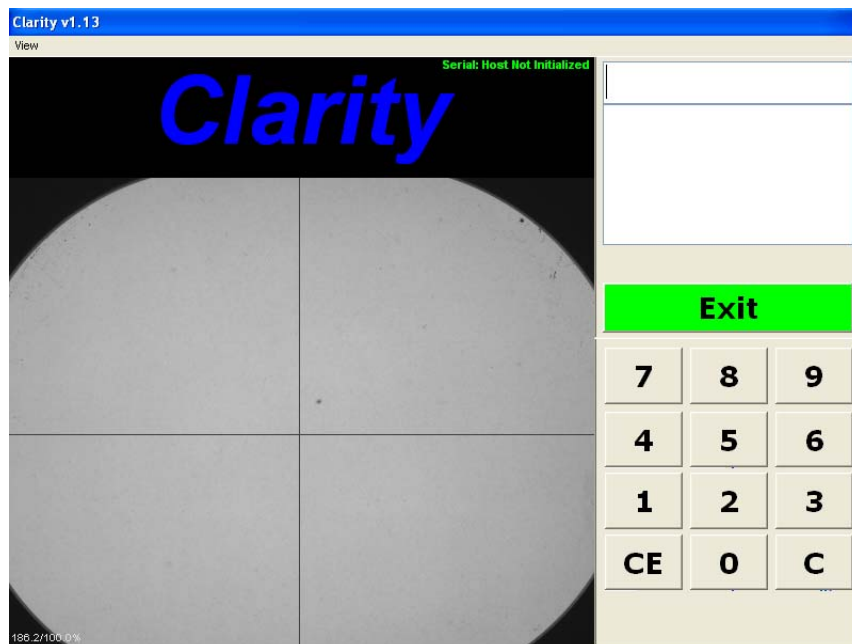 Clarity v1.13
View
Serial: Host Not Initialized
Clarity
Exit
7 8 9
4 5 6
1 2 3
CE 0 C
186.2/100.0%